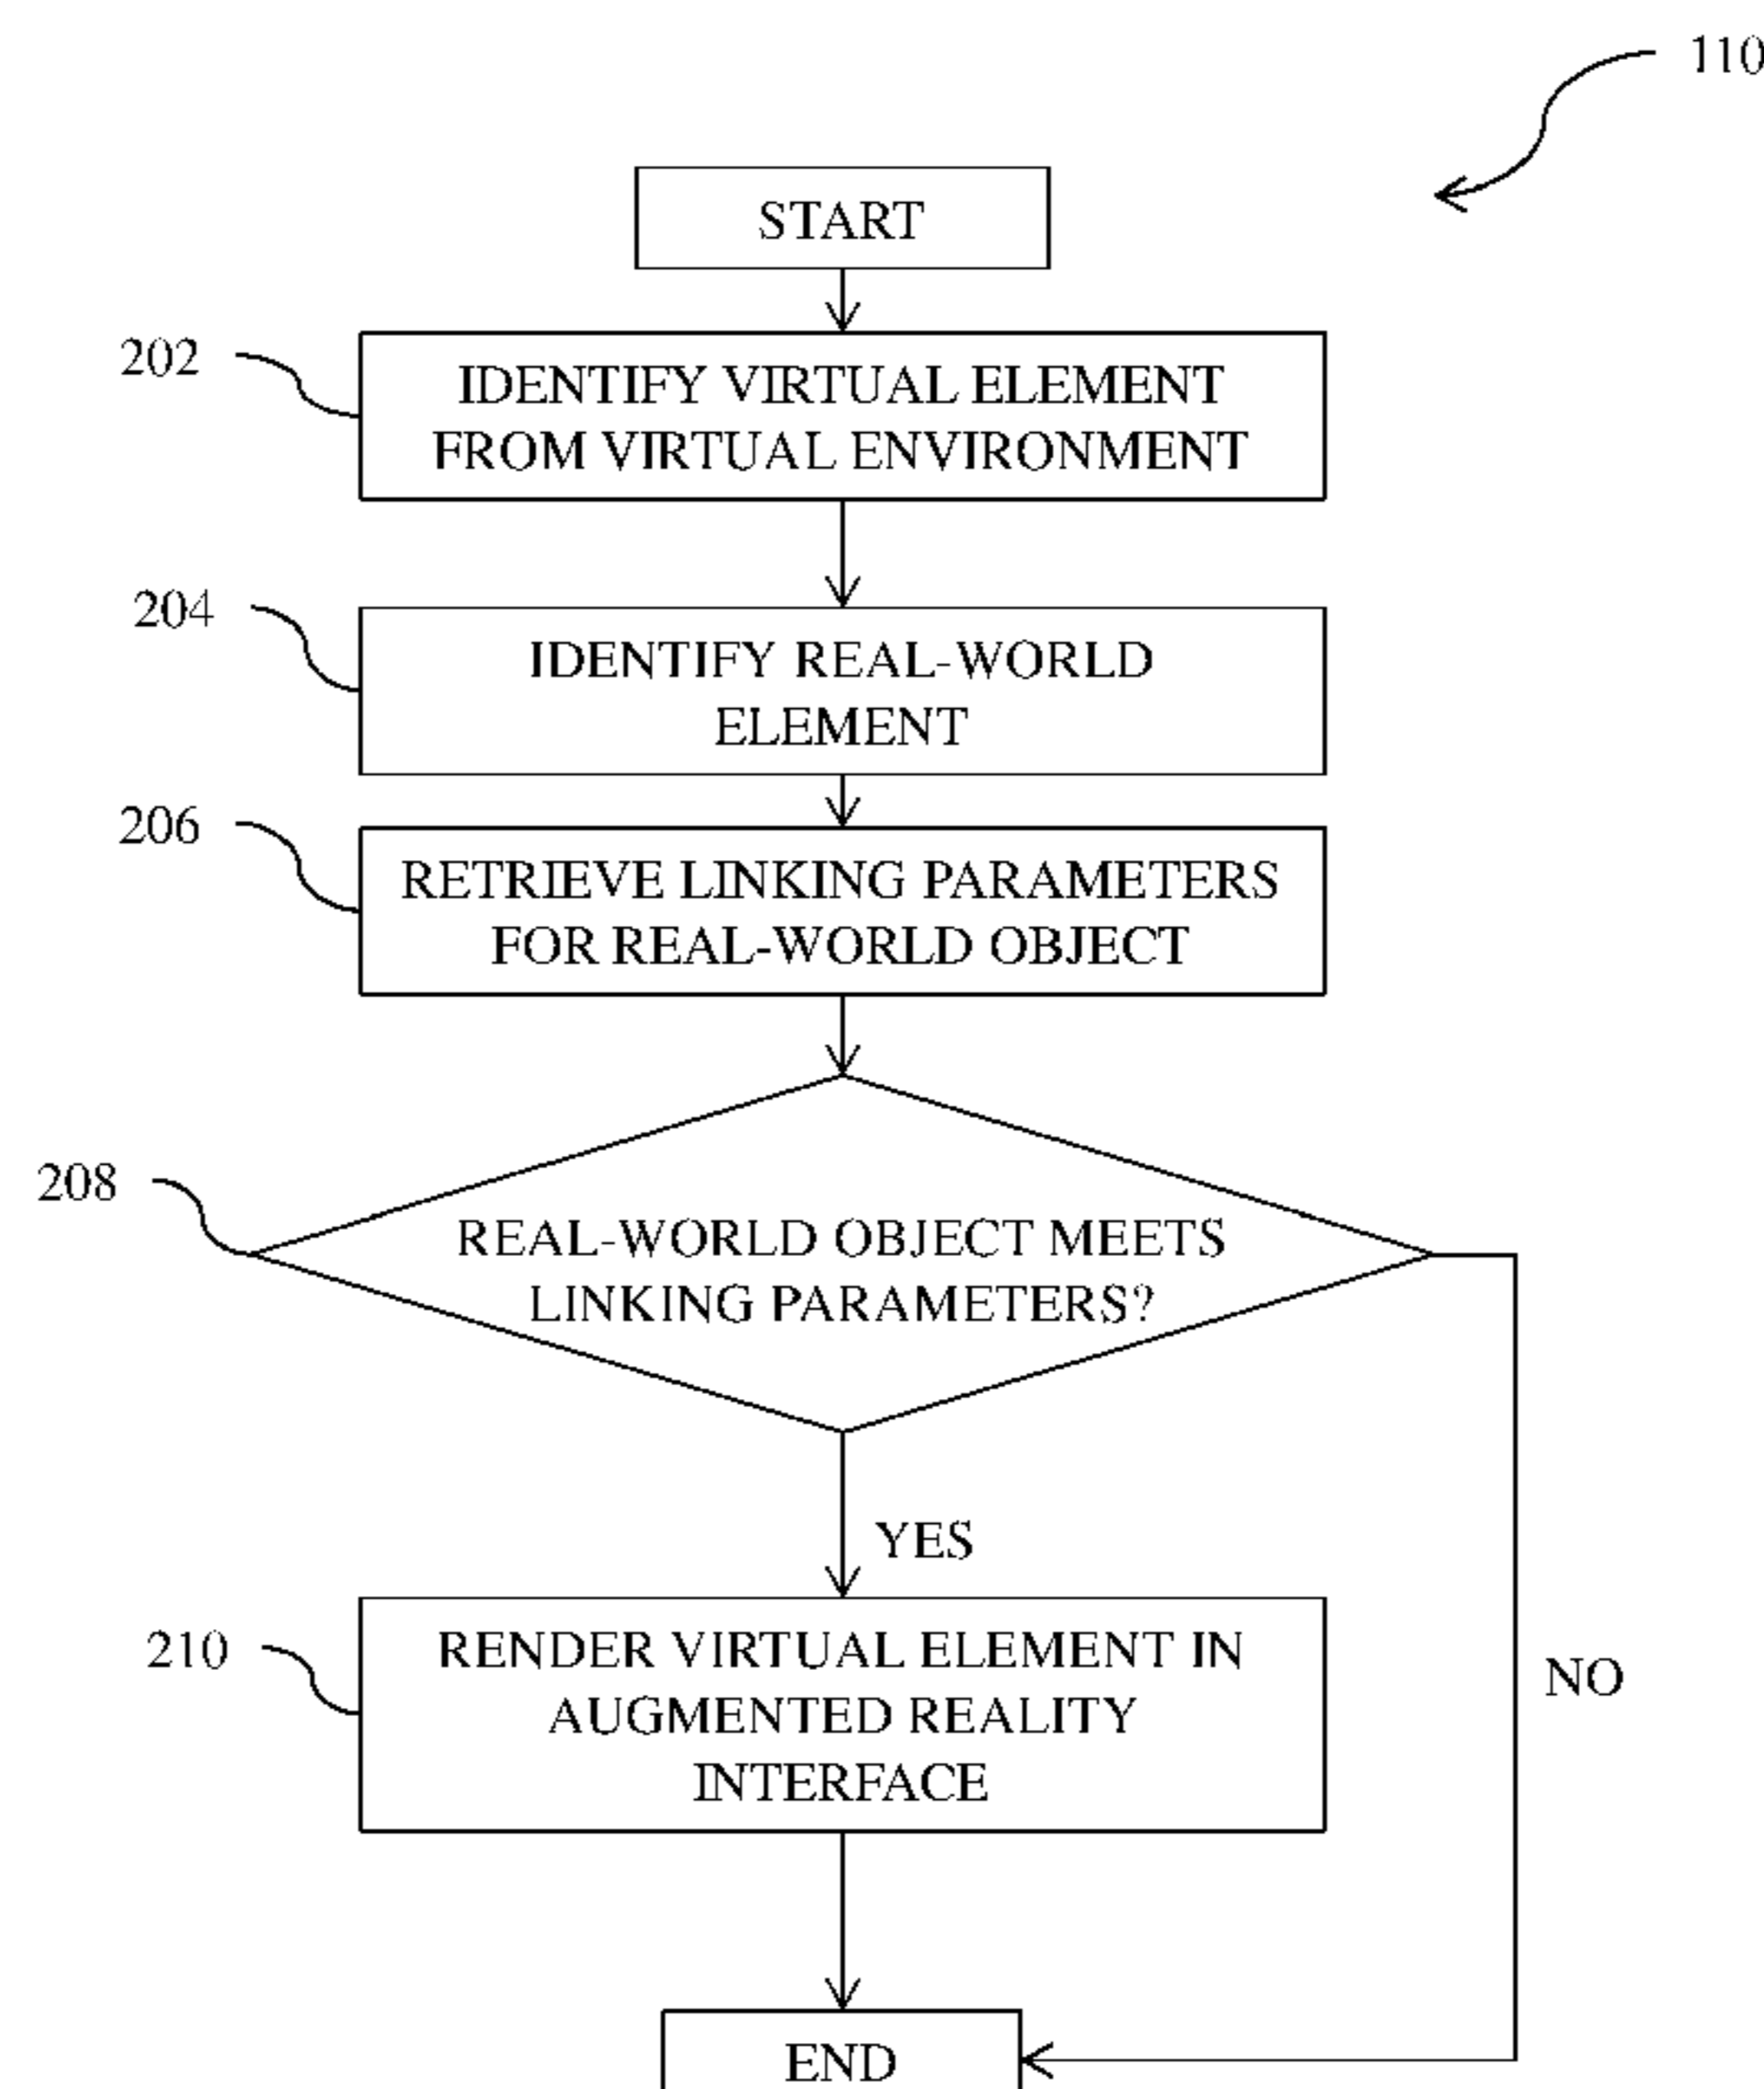 110
START
202
IDENTIFY VIRTUAL ELEMENT
FROM VIRTUAL ENVIRONMENT
204
IDENTIFY REAL-WORLD
ELEMENT
206
RETRIEVE LINKING PARAMETERS
FOR REAL-WORLD OBJECT
208
REAL-WORLD OBJECT MEETS
LINKING PARAMETERS?
YES
210
RENDER VIRTUAL ELEMENT IN
AUGMENTED REALITY
INTERFACE
NO
END